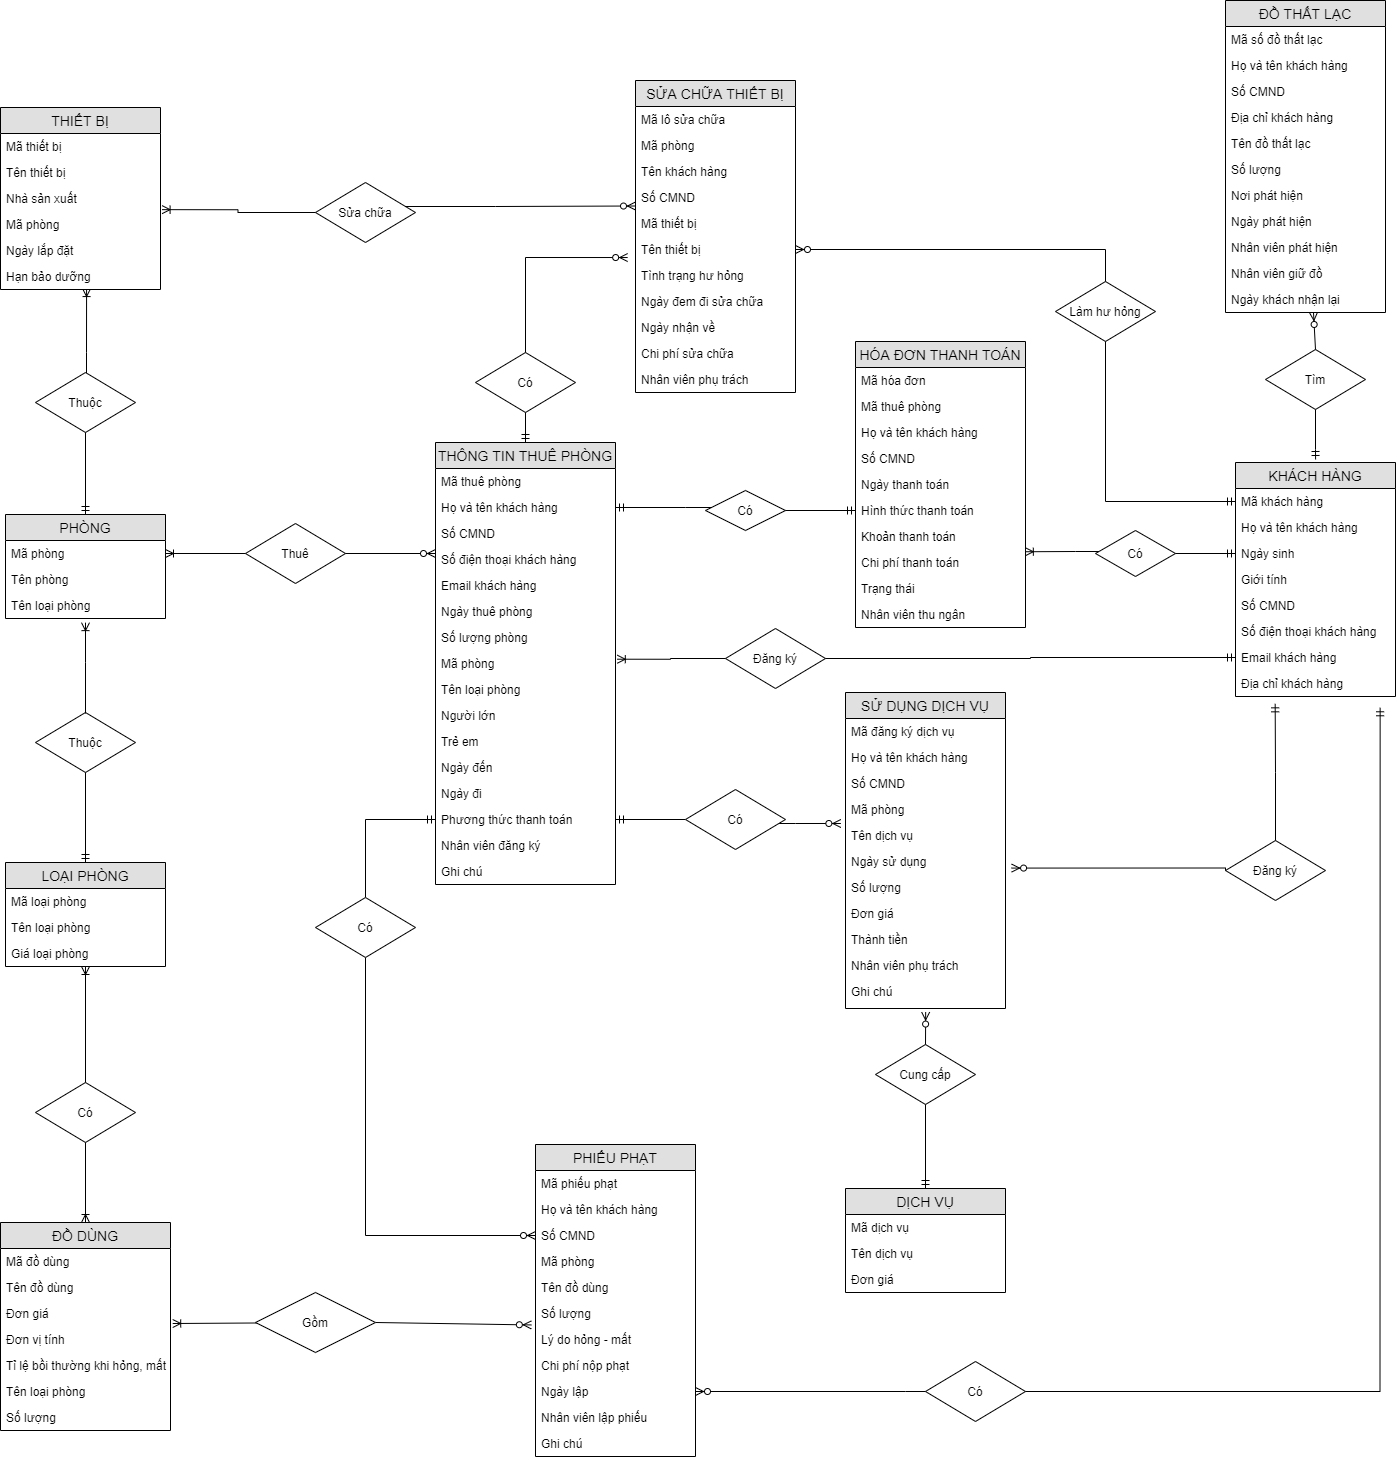 ĐỒ THẤT LẠC
Mã số đồ thất lạc
Họ và tên khách hàng
Số CMND
Địa chỉ khách hàng
Tên đồ thất lạc
Số lượng
Nơi phát hiện
Ngày phát hiện
Nhân viên phát hiện
Nhân viên giữ đồ
Ngày khách nhận lại
SỬA CHỮA THIẾT BỊ
Mã lô sửa chữa
Mã phòng
Tên khách hàng
Số CMND
Mã thiết bị
Tên thiết bị
Tình trạng hư hỏng
Ngày đem đi sửa chữa
Ngày nhận về
Chi phí sửa chữa
Nhân viên phụ trách
THIẾT BỊ
Mã thiết bị
Tên thiết bị
Nhà sản xuất
Mã phòng
Ngày lắp đặt
Hạn bảo dưỡng
Sửa chữa
Làm hư hỏng
Tìm
Thuộc
Có
HÓA ĐƠN THANH TOÁN
Mã hóa đơn
Mã thuê phòng
Họ và tên khách hàng
Số CMND
Ngày thanh toán
Hình thức thanh toán
Khoản thanh toán
Chi phí thanh toán
Trạng thái
Nhân viên thu ngân
THÔNG TIN THUÊ PHÒNG
Mã thuê phòng
Họ và tên khách hàng
Số CMND
Số điện thoại khách hàng
Email khách hàng
Ngày thuê phòng
Số lượng phòng
Mã phòng
Tên loại phòng
Người lớn
Trẻ em
Ngày đến
Ngày đi
Phương thức thanh toán
Nhân viên đăng ký
Ghi chú
KHÁCH HÀNG
Mã khách hàng
Họ và tên khách hàng
Ngày sinh
Giới tính
Số CMND
Số điện thoại khách hàng
Email khách hàng
Địa chỉ khách hàng
Có
Có
PHÒNG
Mã phòng
Tên phòng
Tên loại phòng
Thuê
Đăng ký
Thuộc
SỬ DỤNG DỊCH VỤ
Mã đăng ký dịch vụ
Họ và tên khách hàng
Số CMND
Mã phòng
Tên dịch vụ
Ngày sử dụng
Số lượng
Đơn giá
Thành tiền
Nhân viên phụ trách
Ghi chú
Có
Đăng ký
LOẠI PHÒNG
Mã loại phòng
Tên loại phòng
Giá loại phòng
Có
Cung cấp
Có
PHIẾU PHẠT
Mã phiếu phạt
Họ và tên khách hàng
Số CMND
Mã phòng
Tên đồ dùng
Số lượng
Lý do hỏng - mất
Chi phí nộp phạt
Ngày lập
Nhân viên lập phiếu
Ghi chú
DỊCH VỤ
Mã dịch vụ
Tên dịch vụ
Đơn giá
ĐỒ DÙNG
Mã đồ dùng
Tên đồ dùng
Đơn giá
Đơn vị tính
Tỉ lệ bồi thường khi hỏng, mất
Tên loại phòng
Số lượng
Gồm
Có